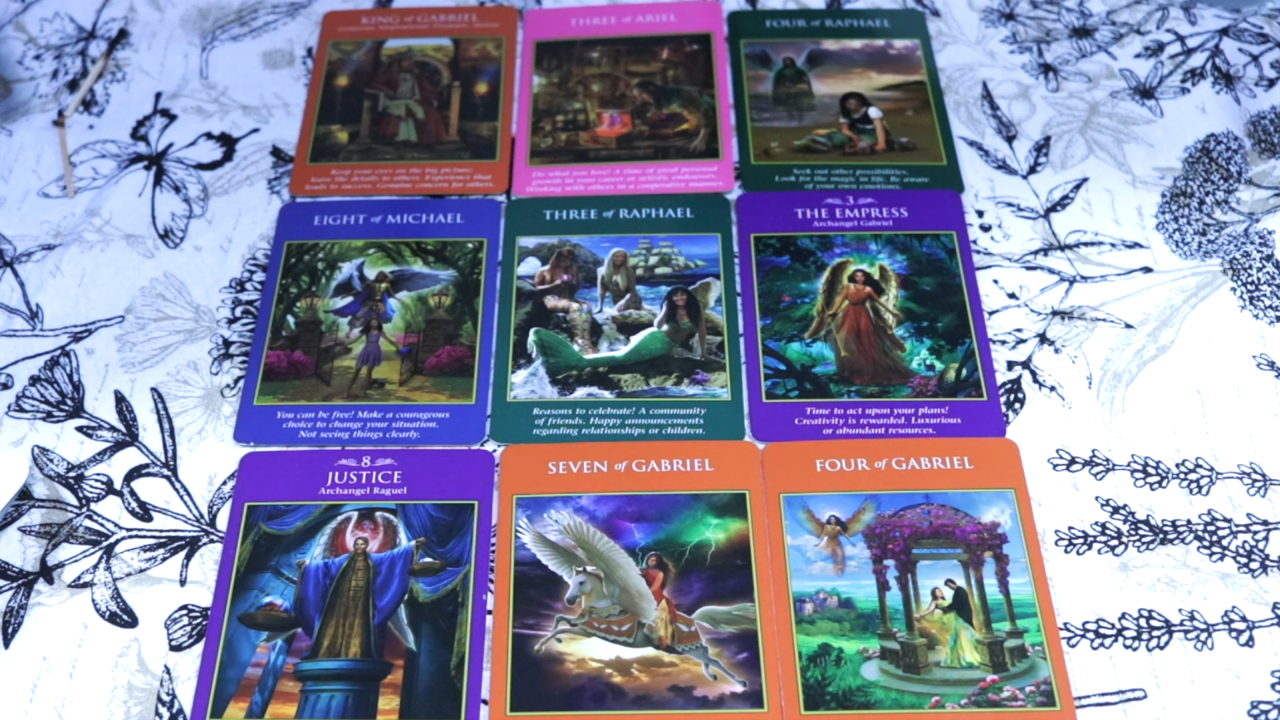 KING of GABRIEL
Keep your eyes on the big picture;
leave the details to others. Experience that
leads to success. Genuine concern for others.
THREE of ARIEL
Do what you love! A time of great personal
growth in your career or artistic endeavors.
Working with others in a cooperative manner.
FOUR of RAPHAEL
Seek out other possibilities.
Look for the magic in life. Be aware
of your own emotions.
EIGHT of MICHAEL
You can be free! Make a courageous
choice to change your situation.
Not seeing things clearly.
THREE of RAPHAEL
Reasons to celebrate! A community
of friends. Happy announcements
regarding relationships or children.
3
THE EMPRESS
Archangel Gabriel
Time to act upon your plans!
Creativity is rewarded. Luxurious
or abundant resources.
8
JUSTICE
Archangel Raguel
SEVEN of GABRIEL
FOUR of GABRIEL